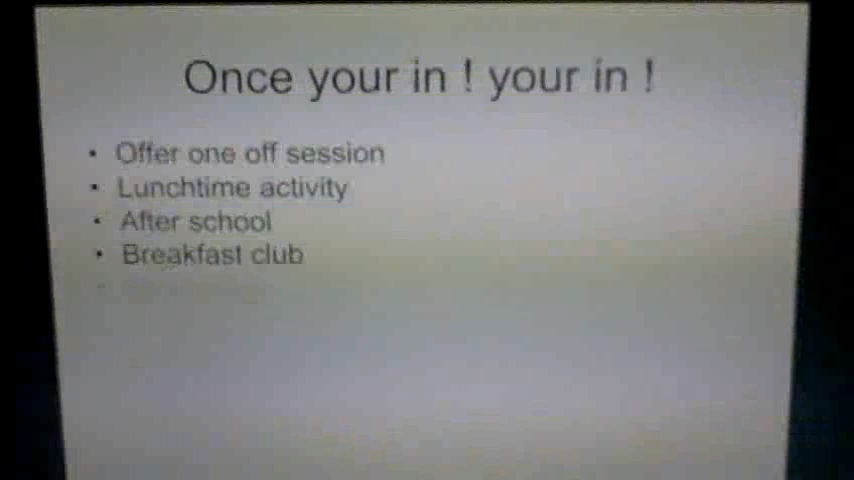 Once your in ! your in !
• Offer one off session
• Lunchtime activity
• After school
• Breakfast club